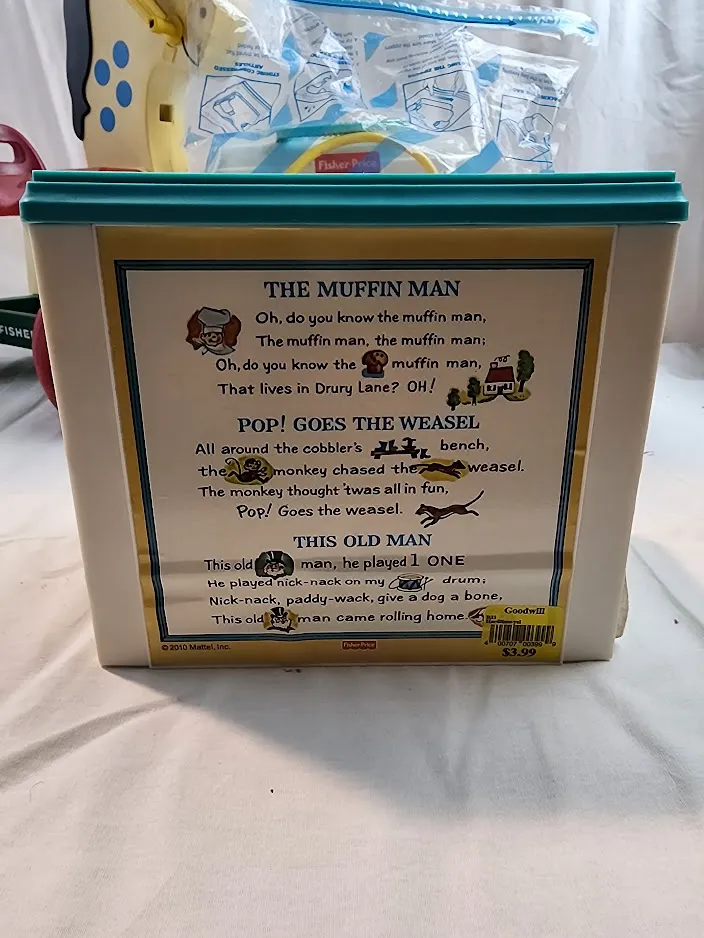 Fisher-Price
FISHE
THE MUFFIN MAN
Oh, do you know the muffin man,
The muffin man, the muffin man;
Oh, do you know the muffin man,
That lives in Drury Lane? OH!
POP! GOES THE WEASEL
All around the cobbler's bench,
the monkey chased the weasel.
The monkey thought 'twas all in fun,
Pop! Goes the weasel.
THIS OLD MAN
This old man, he played 1 ONE
He played nick-nack on my drum;
Nick-nack, paddy-wack, give a dog a bone,
This old man came rolling home.
© 2010 Mattel, Inc.
Fisher-Price
Goodwill
$3.99